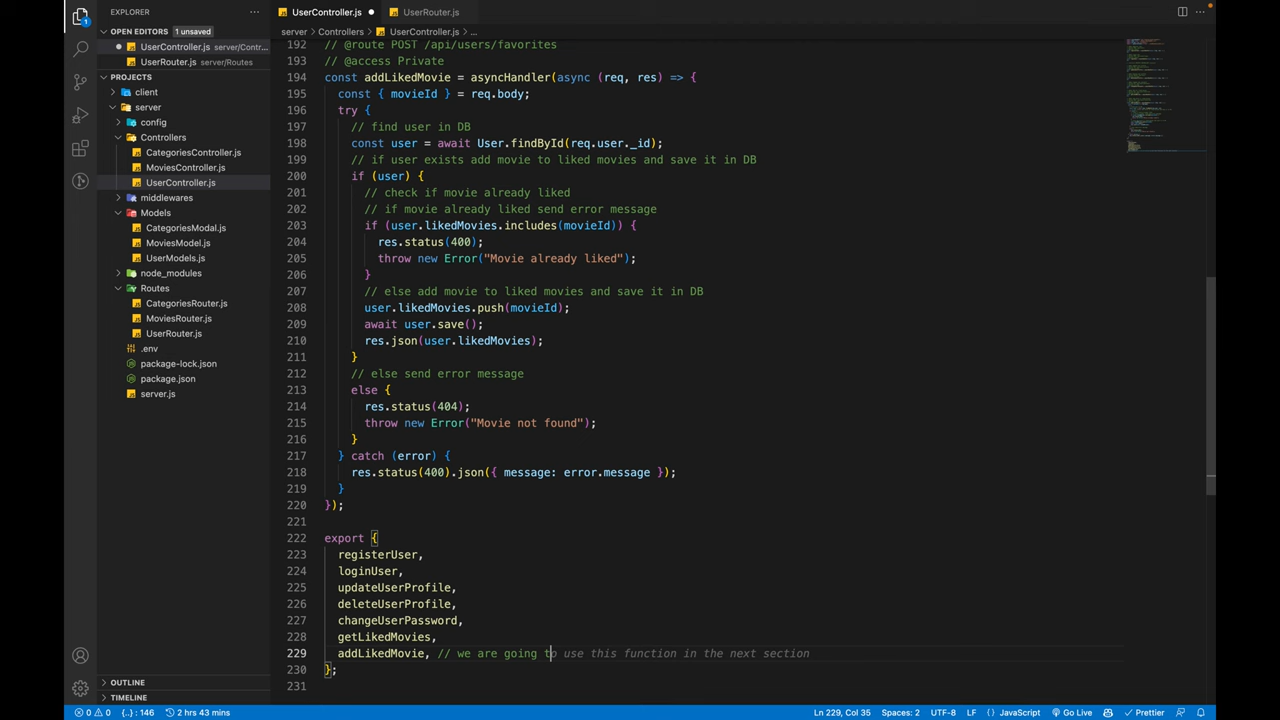 EXPLORER
···
UserController.js
UserRouter.js
OPEN EDITORS 1 unsaved
server > Controllers > UserController.js > ...
UserController.js server/Contr...
UserRouter.js server/Routes
PROJECTS
client
server
config
Controllers
CategoriesController.js
MoviesController.js
UserController.js
middlewares
Models
CategoriesModal.js
MoviesModel.js
UserModels.js
node_modules
Routes
CategoriesRouter.js
MoviesRouter.js
UserRouter.js
.env
package-lock.json
package.json
server.js
OUTLINE
TIMELINE
192 // @route POST /api/users/favorites
193 // @access Private
194 const addLikedMovie = asyncHandler(async (req, res) => {
195 const { movieId } = req.body;
196 try {
197 // find user in DB
198 const user = await User.findById(req.user._id);
199 // if user exists add movie to liked movies and save it in DB
200 if (user) {
201 // check if movie already liked
202 // if movie already liked send error message
203 if (user.likedMovies.includes(movieId)) {
204 res.status(400);
205 throw new Error("Movie already liked");
206 }
207 // else add movie to liked movies and save it in DB
208 user.likedMovies.push(movieId);
209 await user.save();
210 res.json(user.likedMovies);
211 }
212 // else send error message
213 else {
214 res.status(404);
215 throw new Error("Movie not found");
216 }
217 } catch (error) {
218 res.status(400).json({ message: error.message });
219 }
220 });
221
222 export {
223 registerUser,
224 loginUser,
225 updateUserProfile,
226 deleteUserProfile,
227 changeUserPassword,
228 getLikedMovies,
229 addLikedMovie, // we are going to use this function in the next section
230 };
231
1
0 0 {..} : 146 2 hrs 43 mins
Ln 229, Col 35 Spaces: 2 UTF-8 LF {} JavaScript Go Live Prettier